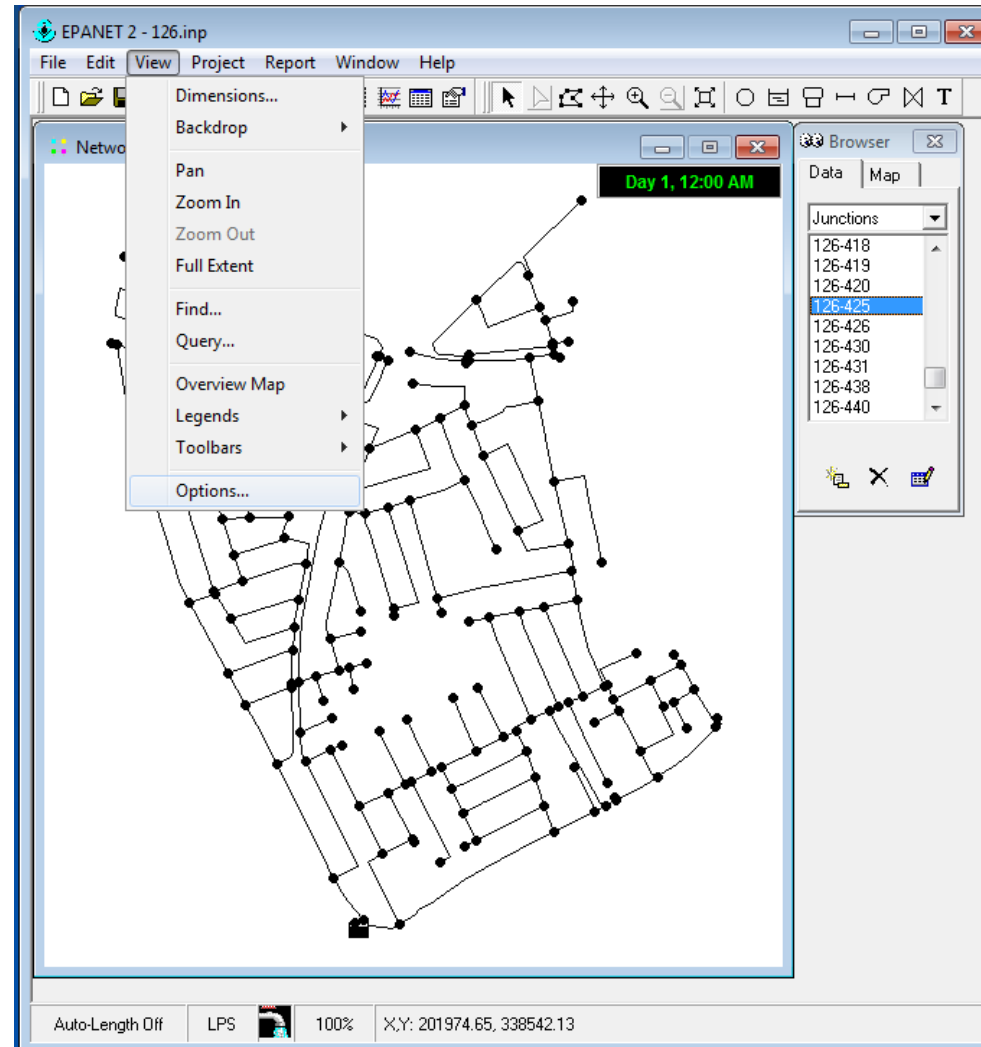 EPANET 2 - 126.inp
File Edit View Project Report Window Help
T
Dimensions...
Backdrop
Pan
Zoom In
Zoom Out
Full Extent
Find...
Query...
Overview Map
Legends
Toolbars
Options...
Netwo
Day 1, 12:00 AM
Browser
Data Map
Junctions
126-418
126-419
126-420
126-425
126-426
126-430
126-431
126-438
126-440
Auto-Length Off LPS 100% X,Y: 201974.65, 338542.13